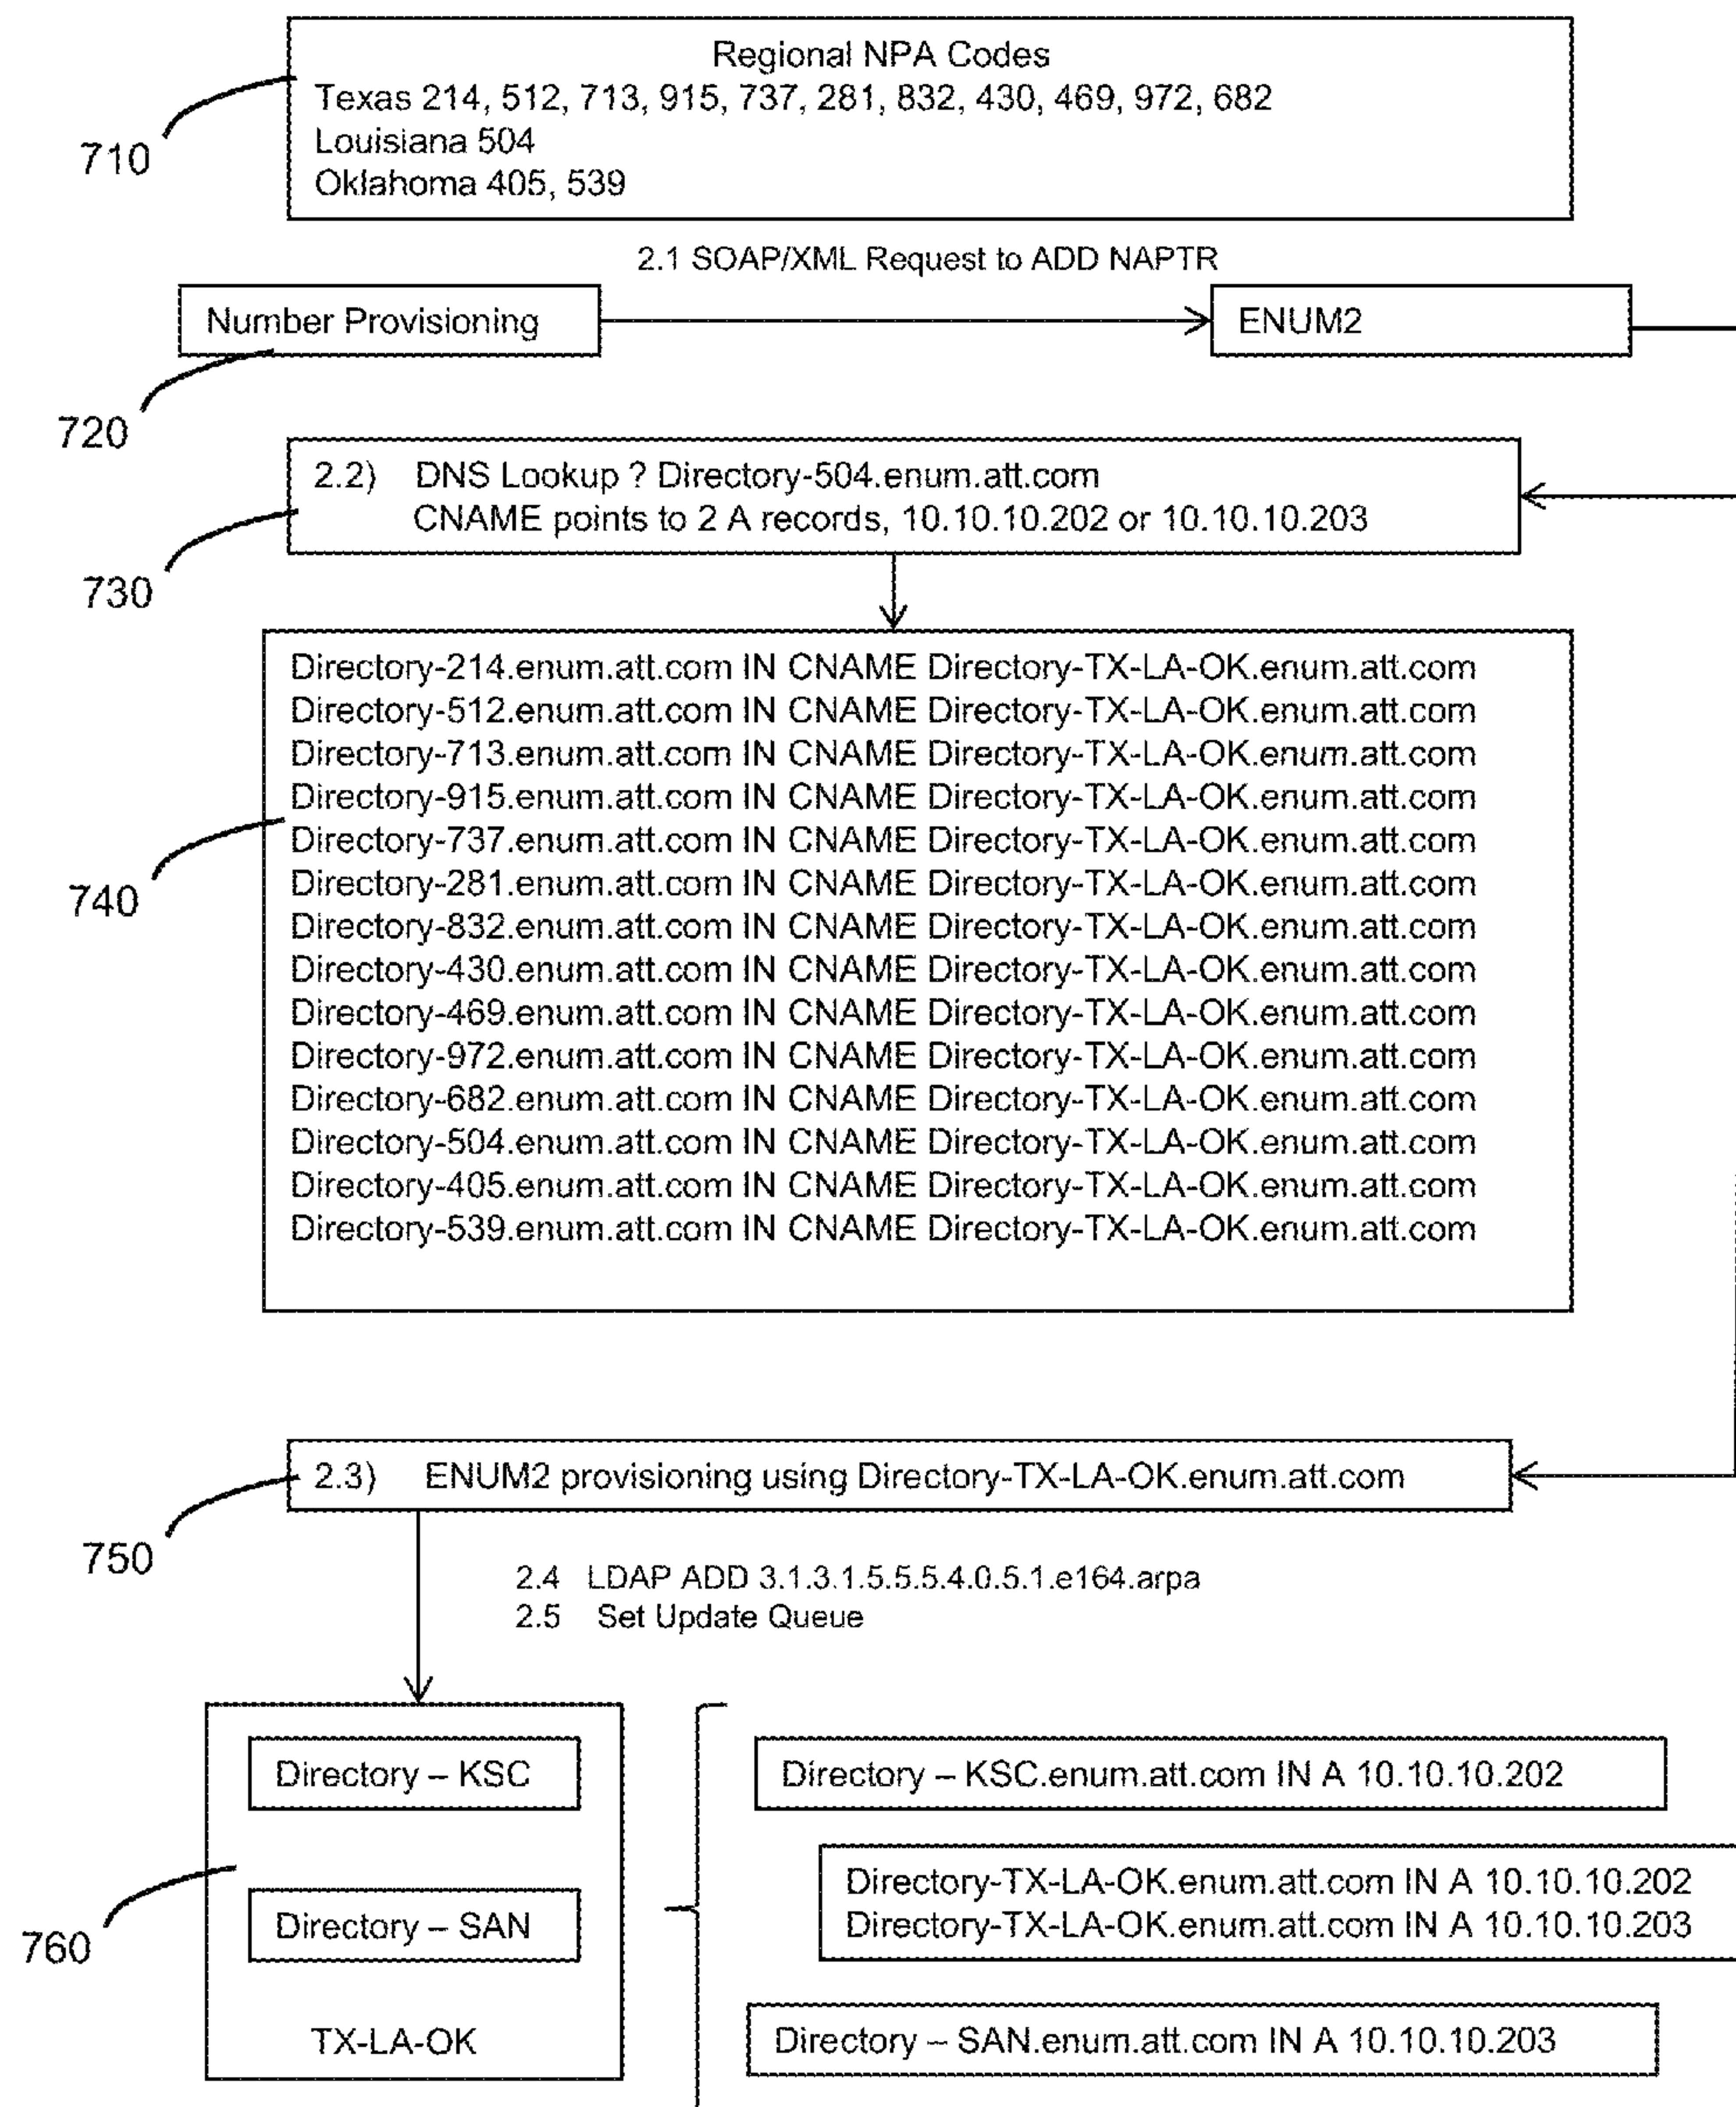 Regional NPA Codes
Texas 214, 512, 713, 915, 737, 281, 832, 430, 469, 972, 682
Louisiana 504
Oklahoma 405, 539
710
2.1 SOAP/XML Request to ADD NAPTR
Number Provisioning
ENUM2
720
2.2) DNS Lookup ? Directory-504.enum.att.com
CNAME points to 2 A records, 10.10.10.202 or 10.10.10.203
730
Directory-214.enum.att.com IN CNAME Directory-TX-LA-OK.enum.att.com
Directory-512.enum.att.com IN CNAME Directory-TX-LA-OK.enum.att.com
Directory-713.enum.att.com IN CNAME Directory-TX-LA-OK.enum.att.com
Directory-915.enum.att.com IN CNAME Directory-TX-LA-OK.enum.att.com
Directory-737.enum.att.com IN CNAME Directory-TX-LA-OK.enum.att.com
Directory-281.enum.att.com IN CNAME Directory-TX-LA-OK.enum.att.com
Directory-832.enum.att.com IN CNAME Directory-TX-LA-OK.enum.att.com
Directory-430.enum.att.com IN CNAME Directory-TX-LA-OK.enum.att.com
Directory-469.enum.att.com IN CNAME Directory-TX-LA-OK.enum.att.com
Directory-972.enum.att.com IN CNAME Directory-TX-LA-OK.enum.att.com
Directory-682.enum.att.com IN CNAME Directory-TX-LA-OK.enum.att.com
Directory-504.enum.att.com IN CNAME Directory-TX-LA-OK.enum.att.com
Directory-405.enum.att.com IN CNAME Directory-TX-LA-OK.enum.att.com
Directory-539.enum.att.com IN CNAME Directory-TX-LA-OK.enum.att.com
740
2.3) ENUM2 provisioning using Directory-TX-LA-OK.enum.att.com
750
2.4 LDAP ADD 3.1.3.1.5.5.5.4.0.5.1.e164.arpa
2.5 Set Update Queue
Directory – KSC
Directory – SAN
TX-LA-OK
760
Directory – KSC.enum.att.com IN A 10.10.10.202
Directory-TX-LA-OK.enum.att.com IN A 10.10.10.202
Directory-TX-LA-OK.enum.att.com IN A 10.10.10.203
Directory – SAN.enum.att.com IN A 10.10.10.203